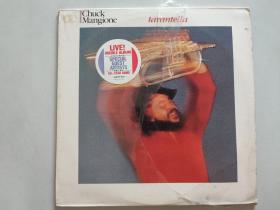 Chuck
Mangione
tarantella
LIVE!
DOUBLE ALBUM
SPECIAL
GUEST
ARTISTS